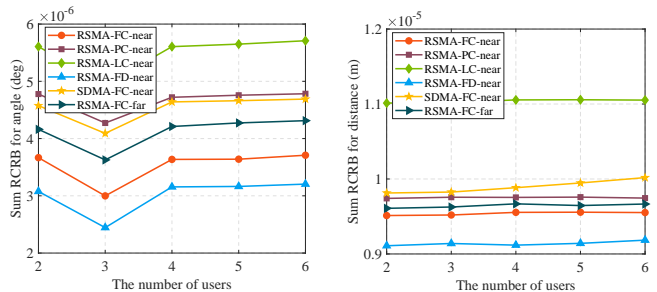 ×10⁻⁶
6
5
4
3
2
Sum RCRB for angle (deg)
RSMA-FC-near
RSMA-PC-near
RSMA-LC-near
RSMA-FD-near
SDMA-FC-near
RSMA-FC-far
2 3 4 5 6
The number of users
×10⁻⁵
1.2
1.1
1
0.9
Sum RCRB for distance (m)
RSMA-FC-near
RSMA-PC-near
RSMA-LC-near
RSMA-FD-near
SDMA-FC-near
RSMA-FC-far
2 3 4 5 6
The number of users